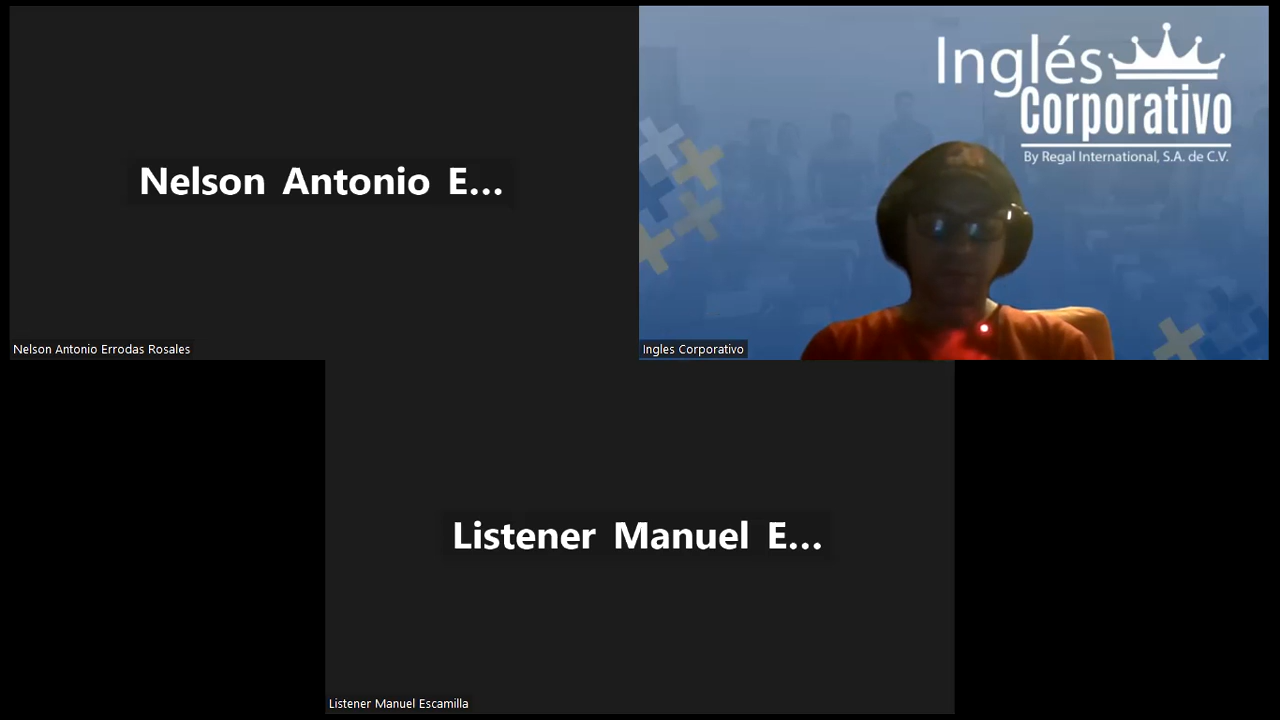 Nelson Antonio E...
Nelson Antonio Errodas Rosales
Inglés
Corporativo
By Regal International, S.A. de C.V.
Ingles Corporativo
Listener Manuel E...
Listener Manuel Escamilla